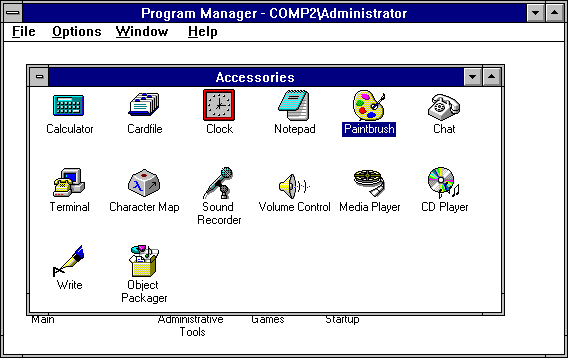 Program Manager - COMP2\Administrator
File Options Window Help
Accessories
Calculator Cardfile Clock Notepad Paintbrush Chat
Terminal Character Map Sound Recorder Volume Control Media Player CD Player
Write Object Packager
Main Administrative Tools Games Startup